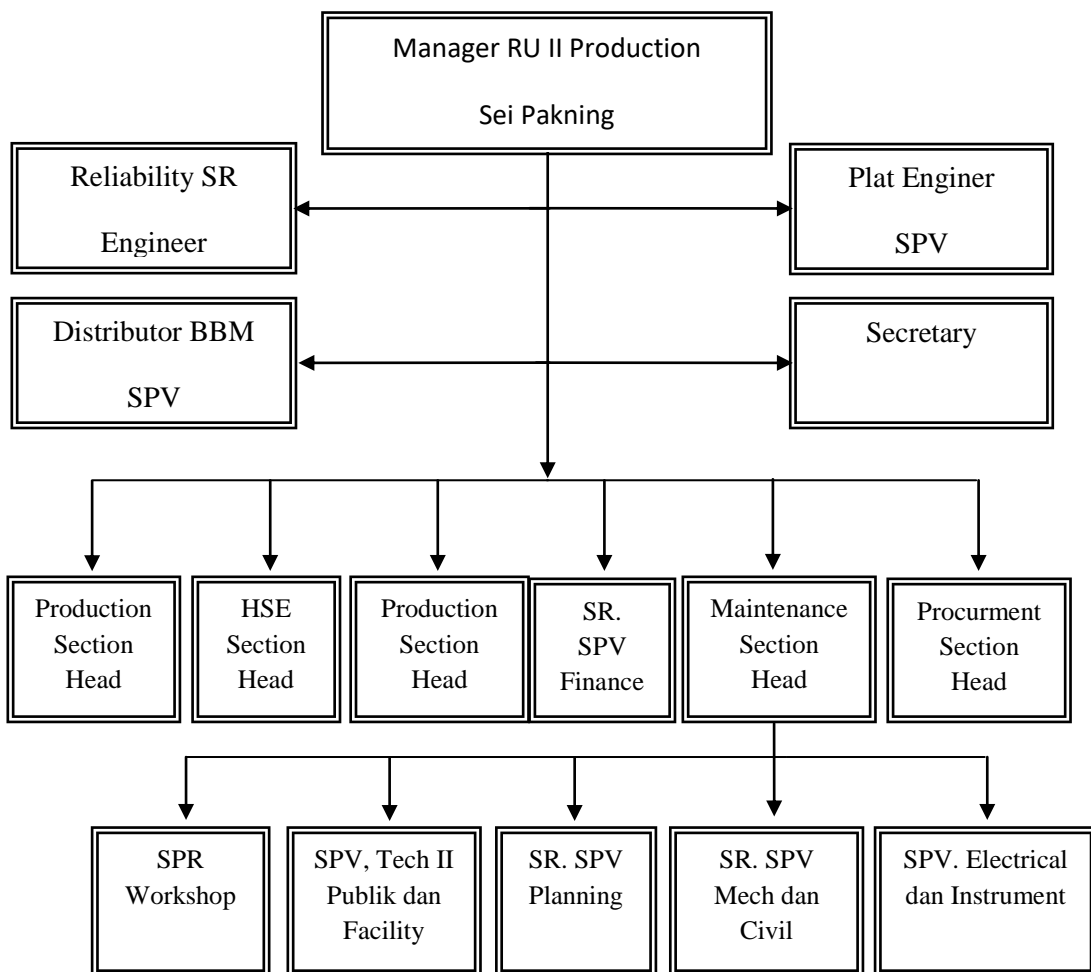 Manager RU II Production
Sei Pakning
Reliability SR
Engineer
Plat Enginer
SPV
Distributor BBM
SPV
Secretary
Production
Section
Head
HSE
Section
Head
Production
Section
Head
SR.
SPV
Finance
Maintenance
Section
Head
Procurment
Section
Head
SPR
Workshop
SPV, Tech II
Publik dan
Facility
SR. SPV
Planning
SR. SPV
Mech dan
Civil
SPV. Electrical
dan Instrument